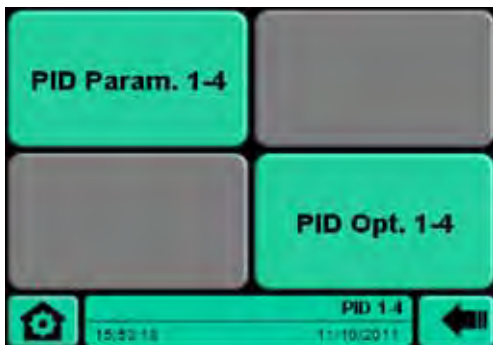 PID Param. 1-4
PID Opt. 1-4
PID 1-4
15:53:18 11/10/2011